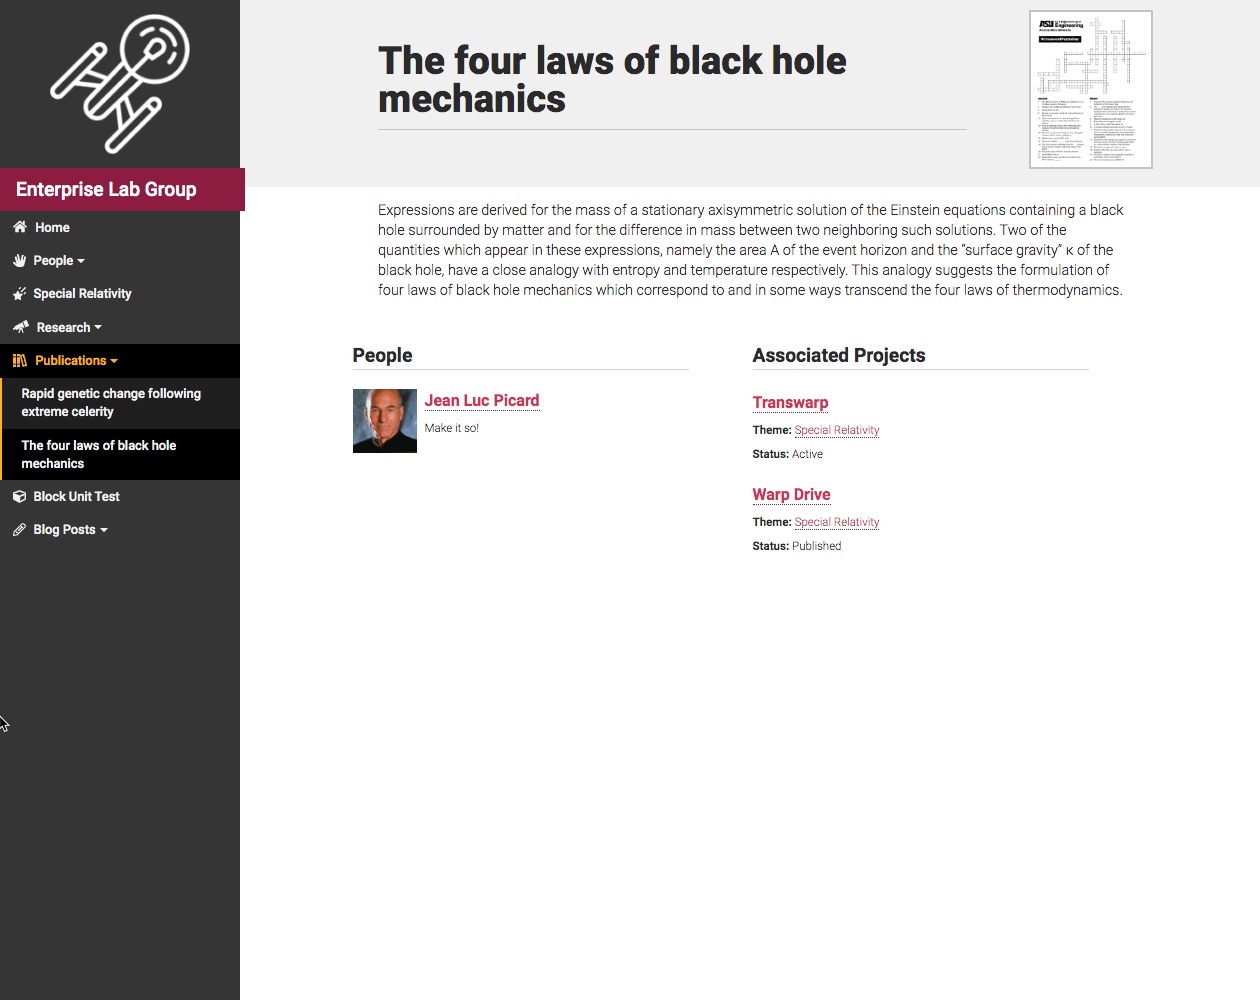 Enterprise Lab Group
Home
People
Special Relativity
Research
Publications
Rapid genetic change following
extreme celerity
The four laws of black hole
mechanics
Block Unit Test
Blog Posts
The four laws of black hole
mechanics
ASU
Engineering
Expressions are derived for the mass of a stationary axisymmetric solution of the Einstein equations containing a black
hole surrounded by matter and for the difference in mass between two neighboring such solutions. Two of the
quantities which appear in these expressions, namely the area A of the event horizon and the “surface gravity” κ of the
black hole, have a close analogy with entropy and temperature respectively. This analogy suggests the formulation of
four laws of black hole mechanics which correspond to and in some ways transcend the four laws of thermodynamics.
People
Jean Luc Picard
Make it so!
Associated Projects
Transwarp
Theme: Special Relativity
Status: Active
Warp Drive
Theme: Special Relativity
Status: Published